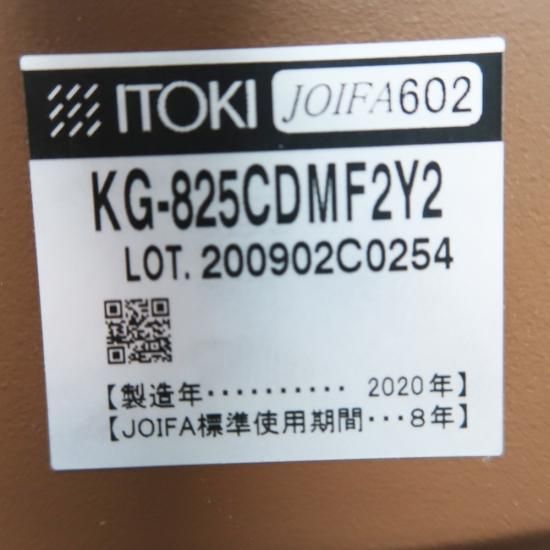 ITOKI JOIFA602
KG-825CDMF2Y2
LOT. 200902C0254
【製造年・・・・・・・・・・ 2020年】
【JOIFA標準使用期間・・・8年】